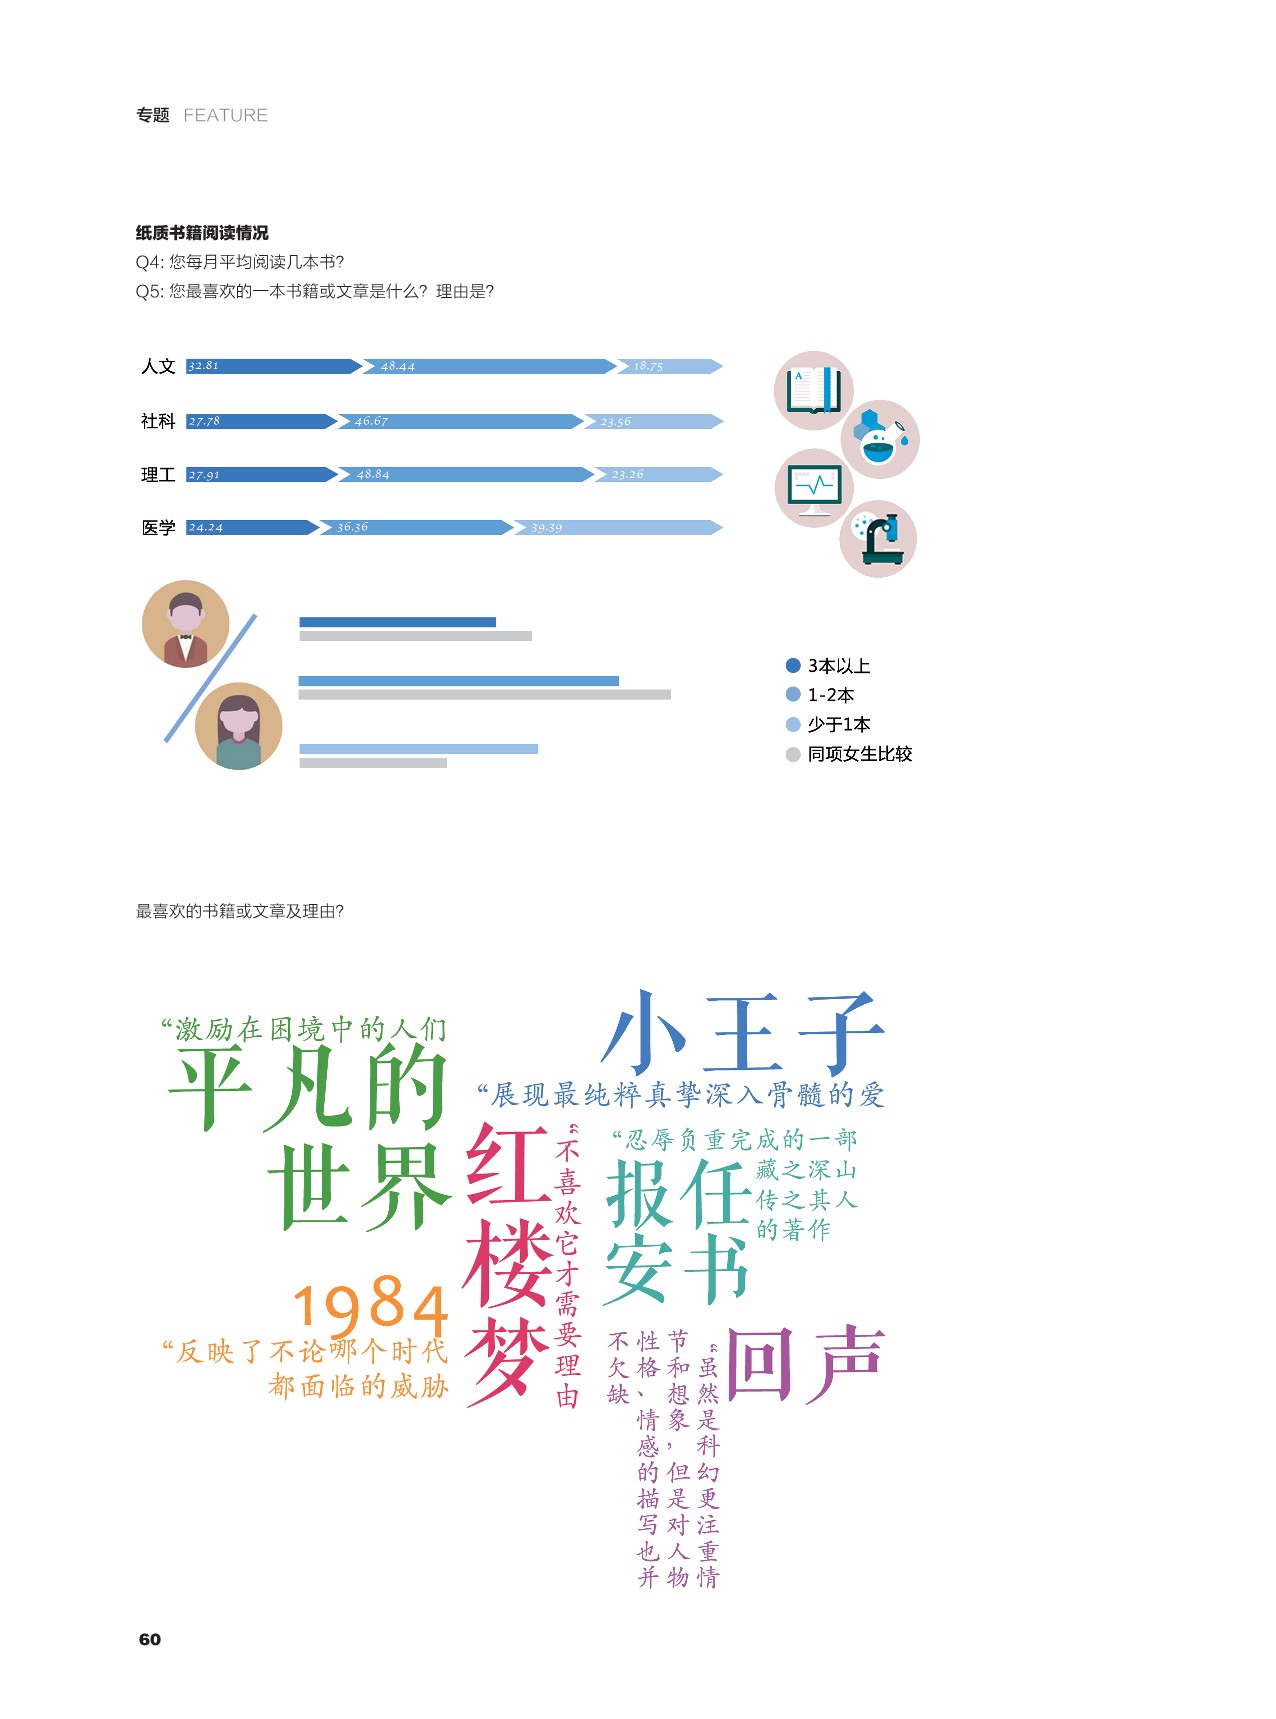 专题 FEATURE
纸质书籍阅读情况
Q4: 您每月平均阅读几本书?
Q5: 您最喜欢的一本书籍或文章是什么? 理由是?
人文 32.81 48.44 18.75
社科 27.78 46.67 23.56
理工 27.91 48.84 23.26
医学 24.24 36.36 39.39
A
3本以上
1-2本
少于1本
同项女生比较
最喜欢的书籍或文章及理由?
“激励在困境中的人们
平凡的
世界
小王子
“展现最纯粹真挚深入骨髓的爱
红楼梦
“不喜欢它才需要理由
“忍辱负重完成的一部
藏之深山
传之其人
的著作
报任
安书
1984
“反映了不论哪个时代
都面临的威胁
回声
“虽然是科幻更注重情
节和想象，但是对人物
性格、情感的描写也并
不欠缺
60